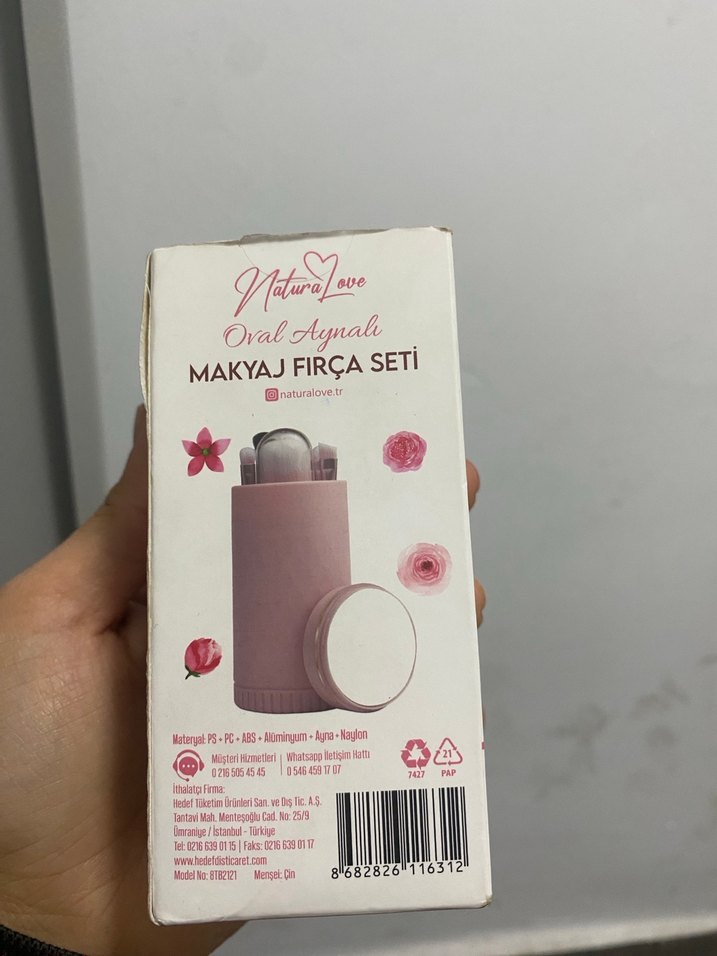 NaturaLove
Oval Aynalı
MAKYAJ FIRÇA SETİ
naturalove.tr
Materyal: PS + PC + ABS + Alüminyum + Ayna + Naylon
Müşteri Hizmetleri
0 216 505 45 45
Whatsapp İletişim Hattı
0 546 459 17 07
7427
21
PAP
İthalatçı Firma:
Hedef Tüketim Ürünleri San. ve Dış Tic. A.Ş.
Tantavi Mah. Menteşoğlu Cad. No: 25/9
Ümraniye / İstanbul - Türkiye
Tel: 0216 639 01 15 | Faks: 0216 639 01 17
www.hedefdisticaret.com
Model No: 8TB2121 Menşei: Çin
8 682826 116312